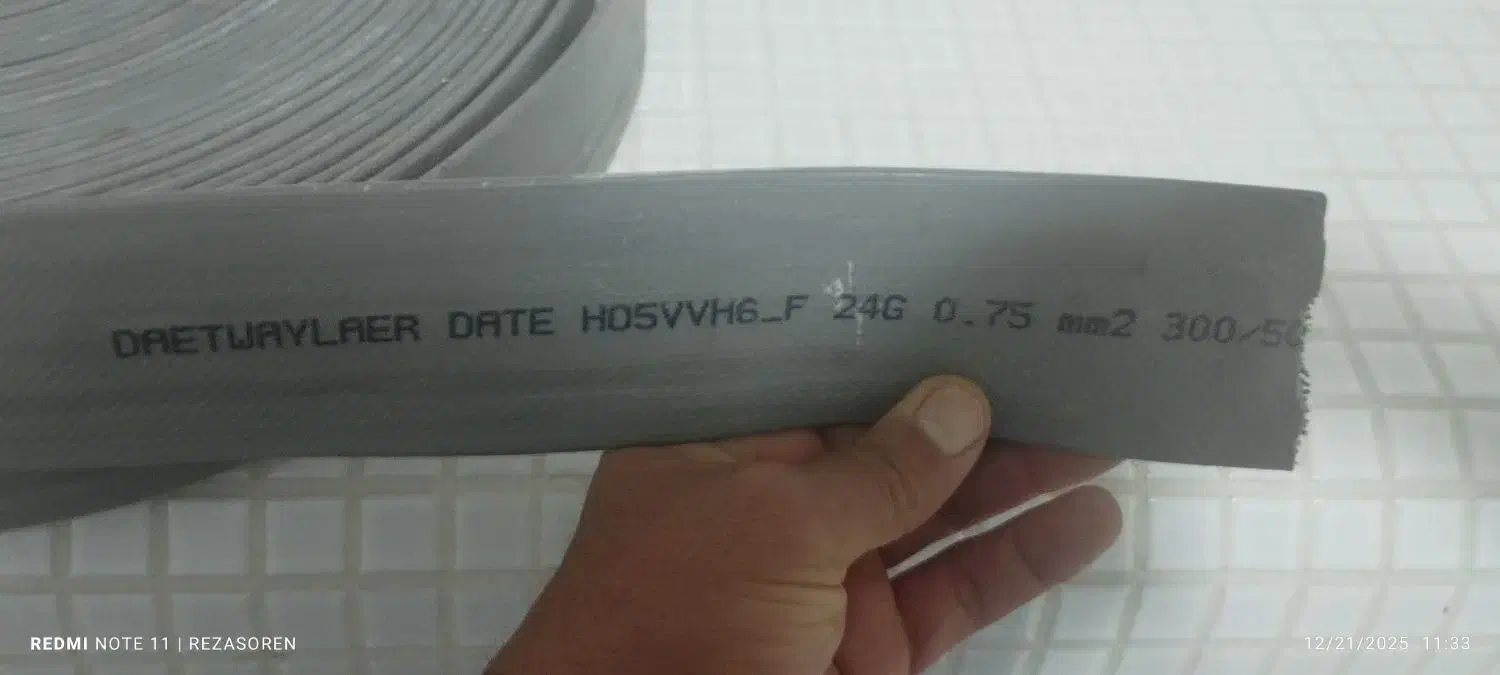 DAETWAYLAER DATE H05VVH6_F 24G 0.75 mm2 300/50
REDMI NOTE 11 | REZASOREN
12/21/2025 11:33